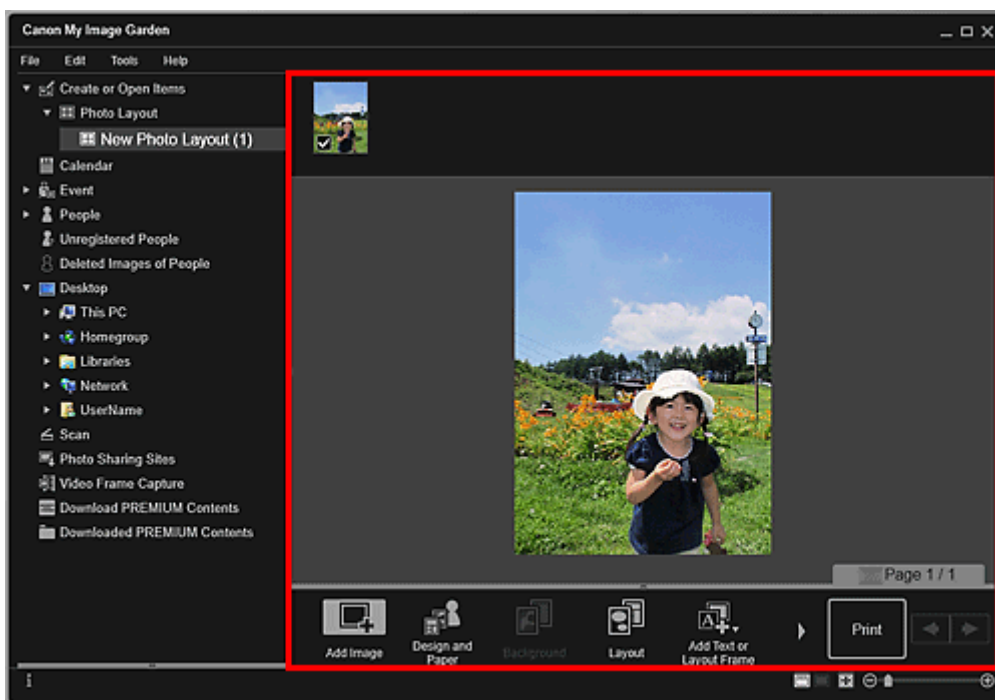 Canon My Image Garden
File Edit Tools Help
Create or Open Items
Photo Layout
New Photo Layout (1)
Calendar
Event
People
Unregistered People
Deleted Images of People
Desktop
This PC
Homegroup
Libraries
Network
UserName
Scan
Photo Sharing Sites
Video Frame Capture
Download PREMIUM Contents
Downloaded PREMIUM Contents
Page 1 / 1
Add Image
Design and
Paper
Background
Layout
Add Text or
Layout Frame
Print